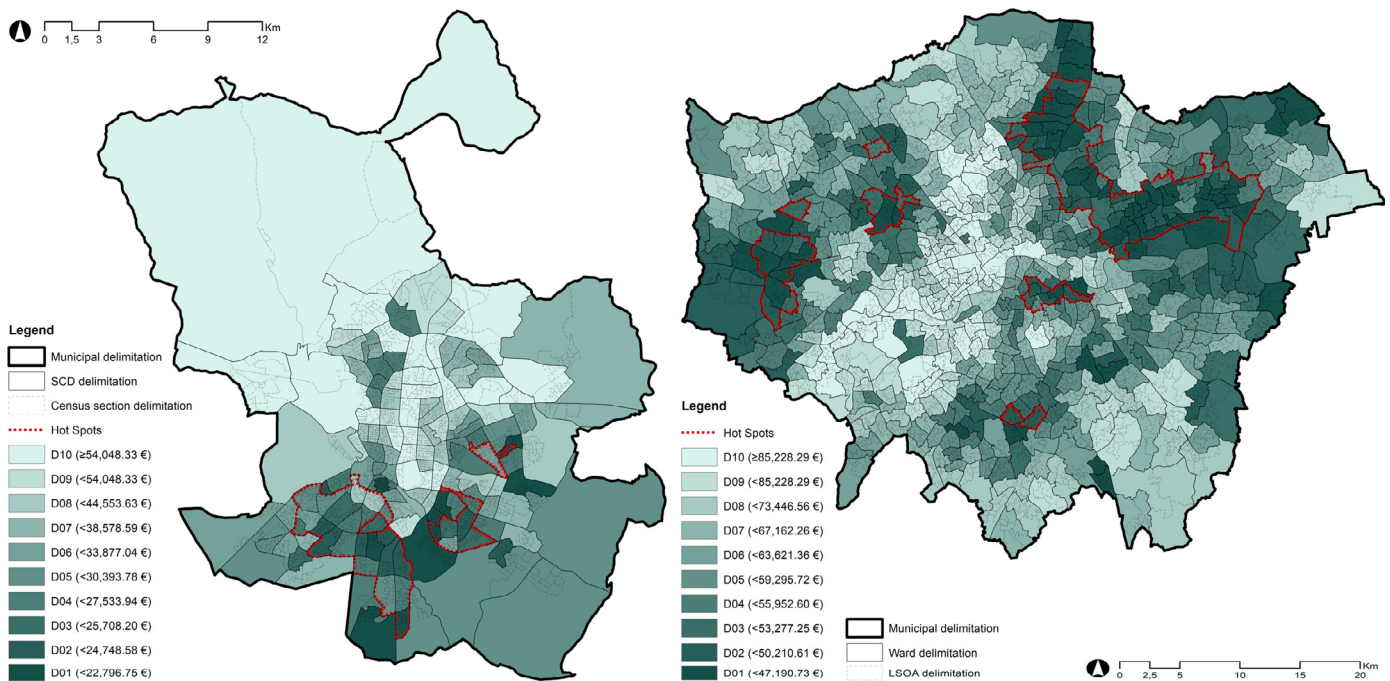 Km
0 1,5 3 6 9 12
Legend
Municipal delimitation
SCD delimitation
Census section delimitation
Hot Spots
D10 (≥54,048.33 €)
D09 (<54,048.33 €)
D08 (<44,553.63)
D07 (<38,578.59 €)
D06 (<33,877.04 €)
D05 (<30,393.78 €)
D04 (<27,533.94 €)
D03 (<25,708.20 €)
D02 (<24,748.58 €)
D01 (<22,796.75 €)
Legend
Hot Spots
D10 (≥85,228.29 €)
D09 (<85,228.29 €)
D08 (<73,446.56 €)
D07 (<67,162.26 €)
D06 (<63,621.36 €)
D05 (<59,295.72 €)
D04 (<55,952.60 €)
D03 (<53,277.25 €)
D02 (<50,210.61 €)
D01 (<47,190.73 €)
Municipal delimitation
Ward delimitation
LSOA delimitation
Km
0 2,5 5 10 15 20